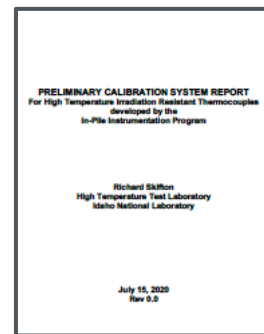 PRELIMINARY CALIBRATION SYSTEM REPORT
For High Temperature Irradiation Resistant Thermocouples
developed by the
In-Pile Instrumentation Program
Richard Skifton
High Temperature Test Laboratory
Idaho National Laboratory
July 15, 2020
Rev 0.0